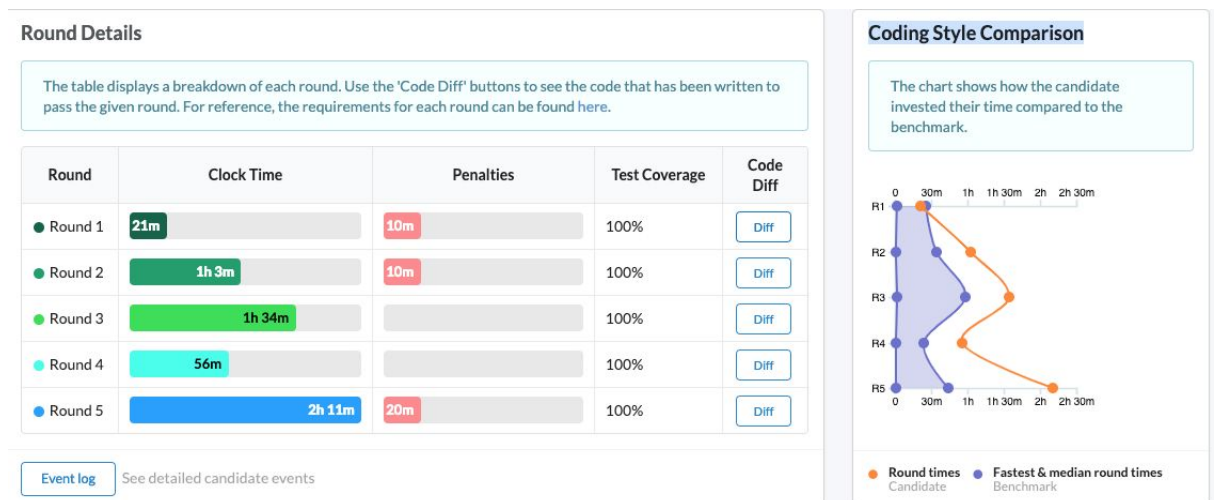 Round Details
The table displays a breakdown of each round. Use the 'Code Diff' buttons to see the code that has been written to
pass the given round. For reference, the requirements for each round can be found here.
Round Clock Time Penalties Test Coverage Code
Diff
Round 1 21m 10m 100% Diff
Round 2 1h 3m 10m 100% Diff
Round 3 1h 34m 100% Diff
Round 4 56m 100% Diff
Round 5 2h 11m 20m 100% Diff
Event log See detailed candidate events
Coding Style Comparison
The chart shows how the candidate
invested their time compared to the
benchmark.
0 30m 1h 1h 30m 2h 2h 30m
R1
R2
R3
R4
R5
0 30m 1h 1h 30m 2h 2h 30m
Round times Fastest & median round times
Candidate Benchmark